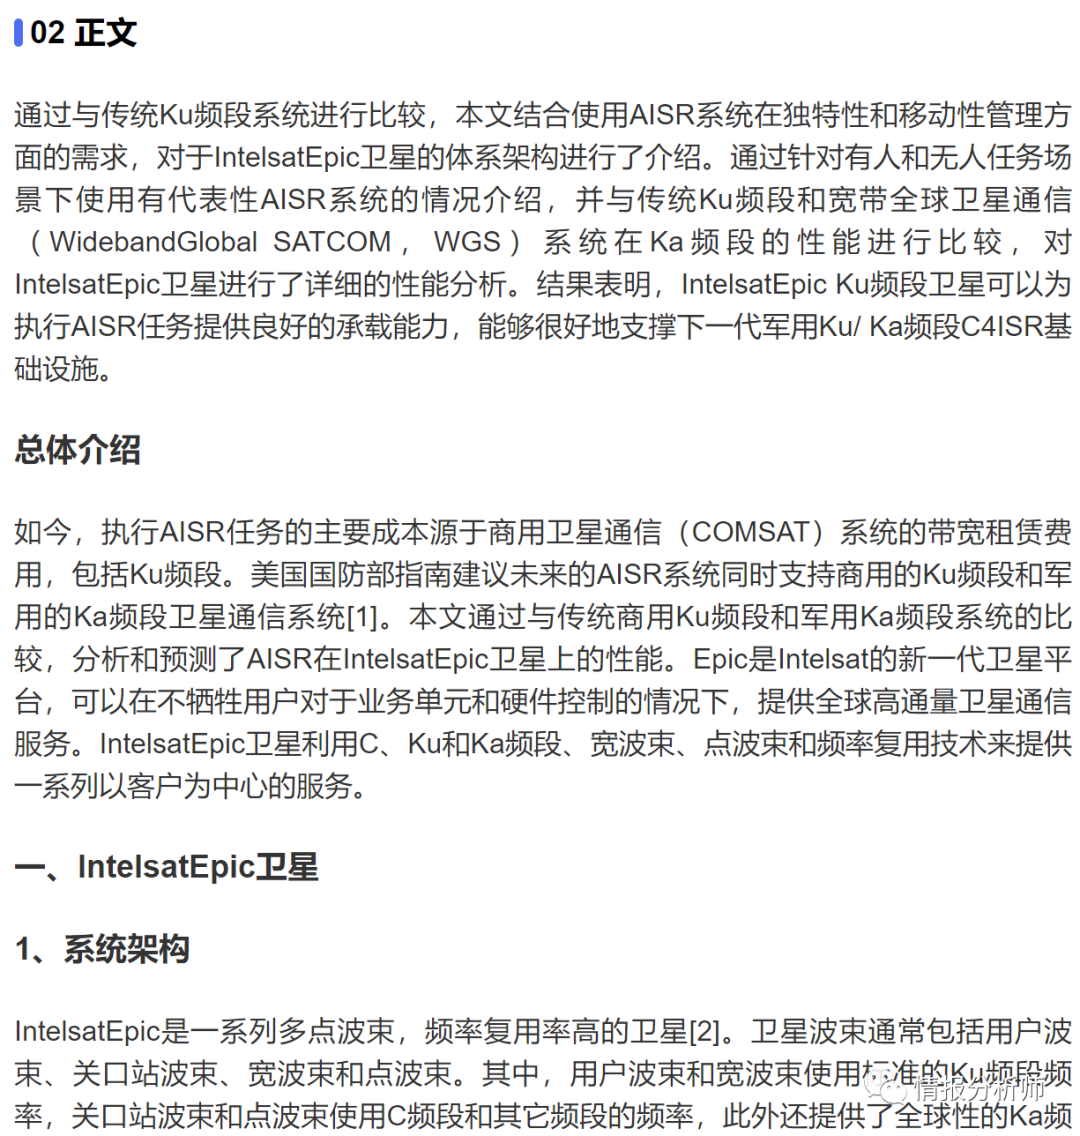 02 正文
通过与传统Ku频段系统进行比较，本文结合使用AISR系统在独特性和移动性管理方
面的需求，对于IntelsatEpic卫星的体系架构进行了介绍。通过针对有人和无人任务场
景下使用有代表性AISR系统的情况介绍，并与传统Ku频段和宽带全球卫星通信
（WidebandGlobal SATCOM，WGS）系统在Ka频段的性能进行比较，对
IntelsatEpic卫星进行了详细的性能分析。结果表明，IntelsatEpic Ku频段卫星可以为
执行AISR任务提供良好的承载能力，能够很好地支撑下一代军用Ku/ Ka频段C4ISR基
础设施。
总体介绍
如今，执行AISR任务的主要成本源于商用卫星通信（COMSAT）系统的带宽租赁费
用，包括Ku频段。美国国防部指南建议未来的AISR系统同时支持商用的Ku频段和军
用的Ka频段卫星通信系统[1]。本文通过与传统商用Ku频段和军用Ka频段系统的比
较，分析和预测了AISR在IntelsatEpic卫星上的性能。Epic是Intelsat的新一代卫星平
台，可以在不牺牲用户对于业务单元和硬件控制的情况下，提供全球高通量卫星通信
服务。IntelsatEpic卫星利用C、Ku和Ka频段、宽波束、点波束和频率复用技术来提供
一系列以客户为中心的服务。
一、IntelsatEpic卫星
1、系统架构
IntelsatEpic是一系列多点波束，频率复用率高的卫星[2]。卫星波束通常包括用户波
束、关口站波束、宽波束和点波束。其中，用户波束和宽波束使用标准的Ku频段频
率，关口站波束和点波束使用C频段和其它频段的频率，此外还提供了全球性的Ka频
情报分析师